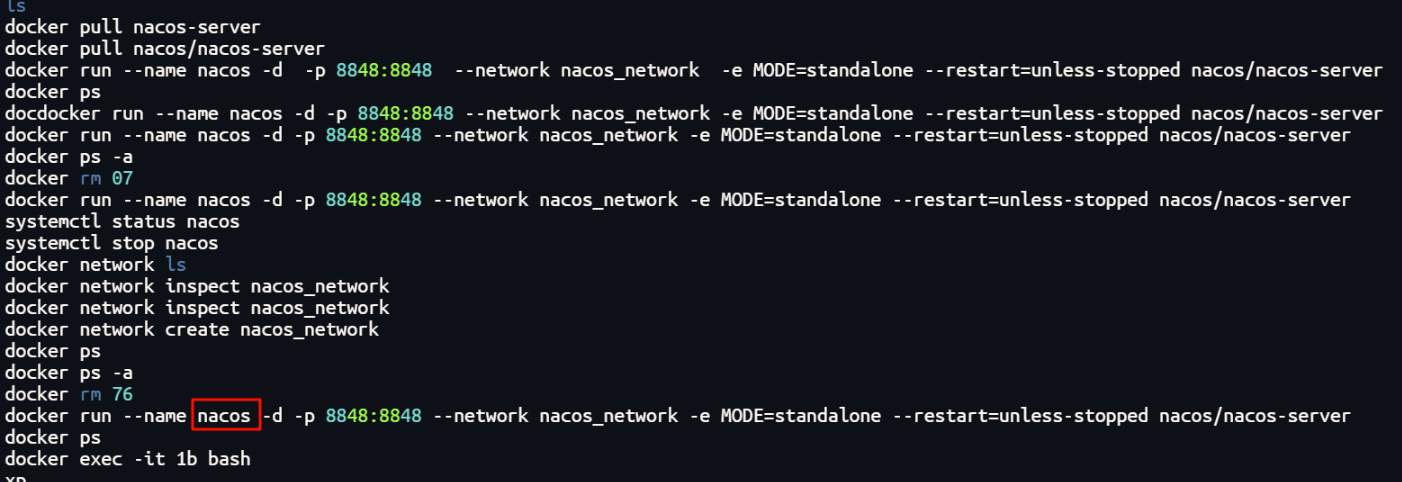 ls
docker pull nacos-server
docker pull nacos/nacos-server
docker run --name nacos -d  -p 8848:8848  --network nacos_network  -e MODE=standalone --restart=unless-stopped nacos/nacos-server
docker ps
docdocker run --name nacos -d -p 8848:8848 --network nacos_network -e MODE=standalone --restart=unless-stopped nacos/nacos-server
docker run --name nacos -d -p 8848:8848 --network nacos_network -e MODE=standalone --restart=unless-stopped nacos/nacos-server
docker ps -a
docker rm 07
docker run --name nacos -d -p 8848:8848 --network nacos_network -e MODE=standalone --restart=unless-stopped nacos/nacos-server
systemctl status nacos
systemctl stop nacos
docker network ls
docker network inspect nacos_network
docker network inspect nacos_network
docker network create nacos_network
docker ps
docker ps -a
docker rm 76
docker run --name nacos -d -p 8848:8848 --network nacos_network -e MODE=standalone --restart=unless-stopped nacos/nacos-server
docker ps
docker exec -it 1b bash